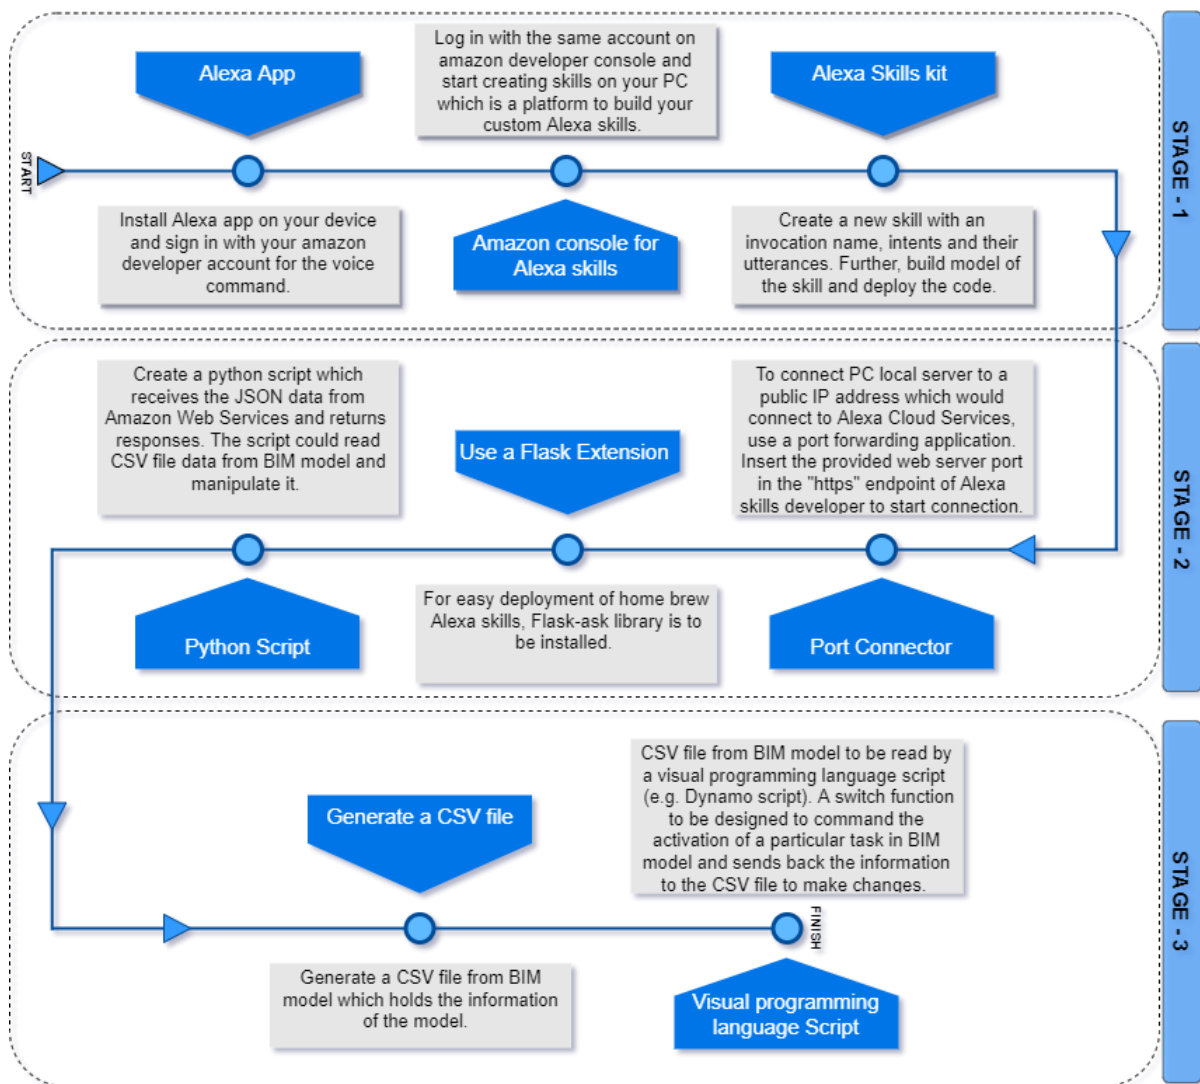 Alexa App
Log in with the same account on
amazon developer console and
start creating skills on your PC
which is a platform to build your
custom Alexa skills.
Alexa Skills kit
START
Install Alexa app on your device
and sign in with your amazon
developer account for the voice
command.
Amazon console for
Alexa skills
Create a new skill with an
invocation name, intents and their
utterances. Further, build model
of the skill and deploy the code.
STAGE - 1
Create a python script which
receives the JSON data from
Amazon Web Services and returns
responses. The script could read
CSV file data from BIM model and
manipulate it.
Use a Flask Extension
To connect PC local server to a
public IP address which would
connect to Alexa Cloud Services,
use a port forwarding application.
Insert the provided web server port
in the "https" endpoint of Alexa
skills developer to start connection.
Python Script
For easy deployment of home brew
Alexa skills, Flask-ask library is to
be installed.
Port Connector
STAGE - 2
Generate a CSV file
CSV file from BIM model to be read by
a visual programming language script
(e.g. Dynamo script). A switch function
to be designed to command the
activation of a particular task in BIM
model and sends back the information
to the CSV file to make changes.
FINISH
Generate a CSV file from BIM
model which holds the information
of the model.
Visual programming
language Script
STAGE - 3